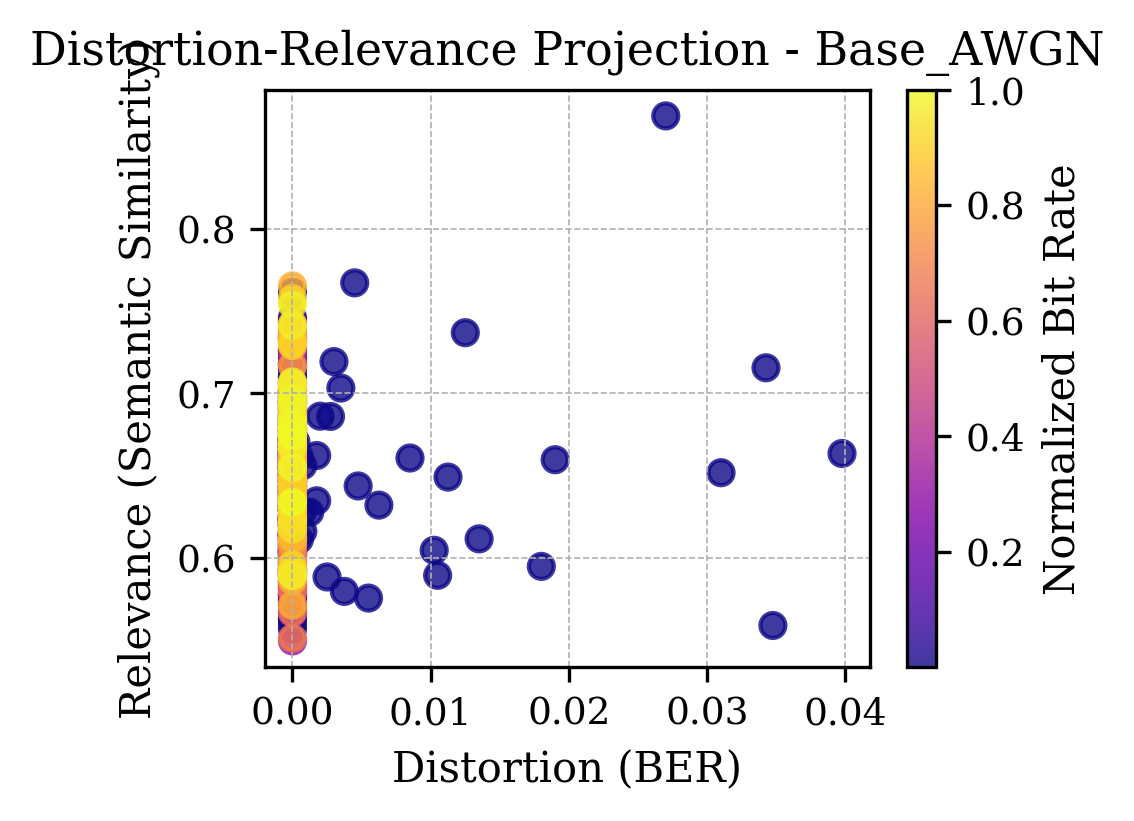 Distortion-Relevance Projection - Base_AWGN
Relevance (Semantic Similarity)
0.8
0.7
0.6
0.00 0.01 0.02 0.03 0.04
Distortion (BER)
1.0
0.8
0.6
0.4
0.2
Normalized Bit Rate